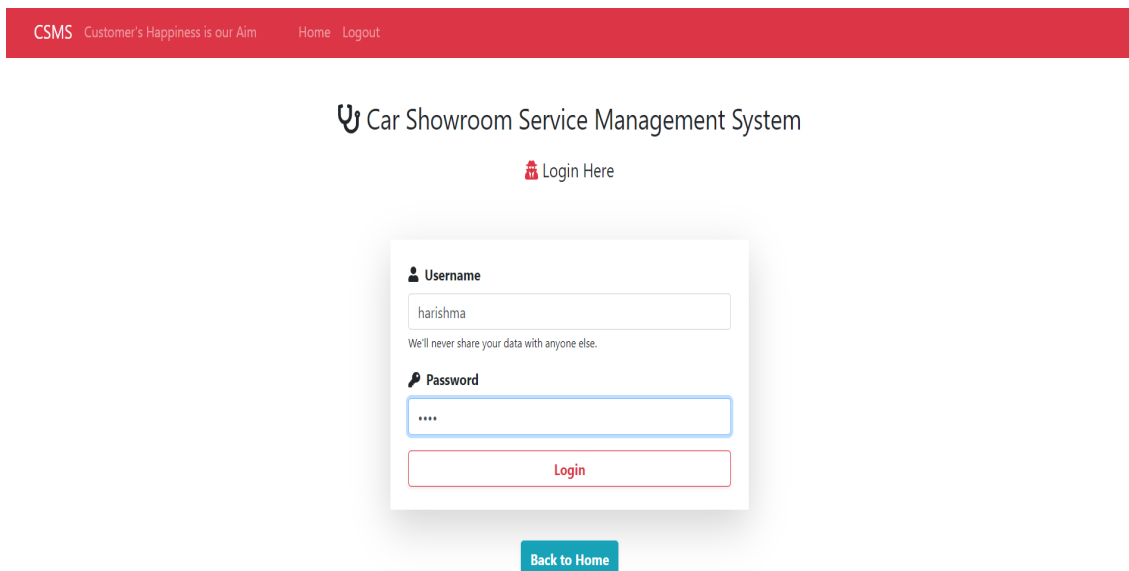 CSMS Customer's Happiness is our Aim Home Logout
Car Showroom Service Management System
Login Here
Username
harishma
We'll never share your data with anyone else.
Password
••••
Login
Back to Home